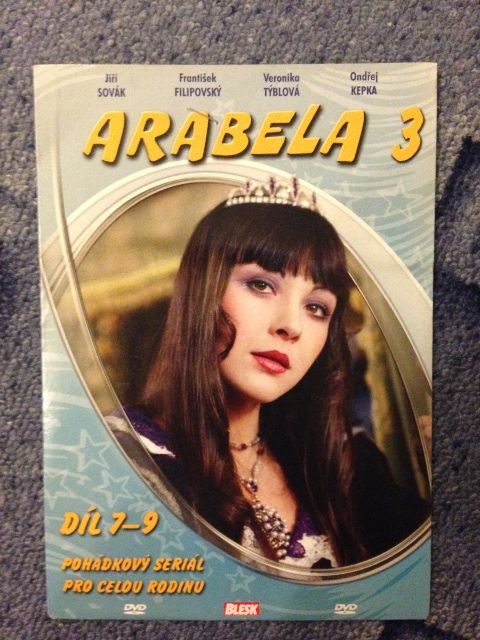 Jiří SOVÁK
František FILIPOVSKÝ
Veronika TÝBLOVÁ
Ondřej KEPKA
ARABELA 3
DÍL 7–9
POHÁDKOVÝ SERIÁL
PRO CELOU RODINU
DVD BLESK DVD